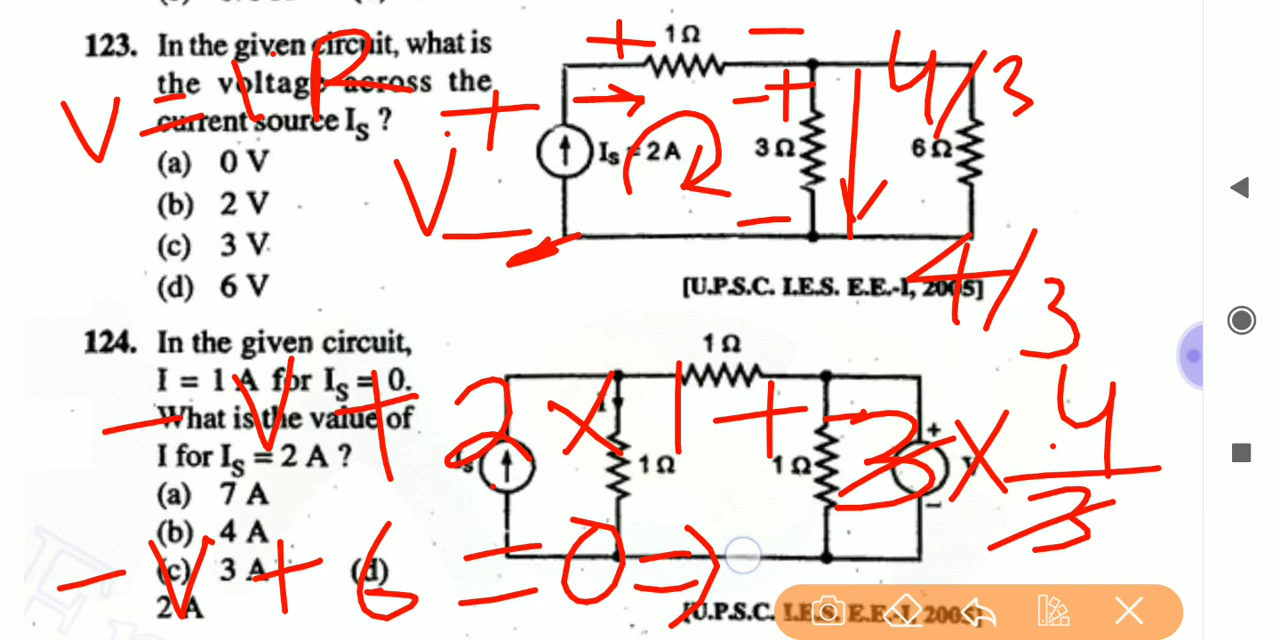 123. In the given circuit, what is
the voltage across the
current source Is ?
(a) 0 V
(b) 2 V
(c) 3 V
(d) 6 V
1Ω
Is = 2A
3Ω
6Ω
[U.P.S.C. I.E.S. E.E.-I, 2005]
V = IR
+ −
+
V
−
+
−
4/3
4/3
124. In the given circuit,
I = 1 A for Is = 0.
What is the value of
I for Is = 2 A ?
(a) 7 A
(b) 4 A
(c) 3 A (d)
2 A
1Ω
1Ω
1Ω
+
−
[U.P.S.C. I.E.S. E.E.-I, 2005]
− V + 2 × 1 + 3 × 4/3
− V + 6 = 0 ⇒